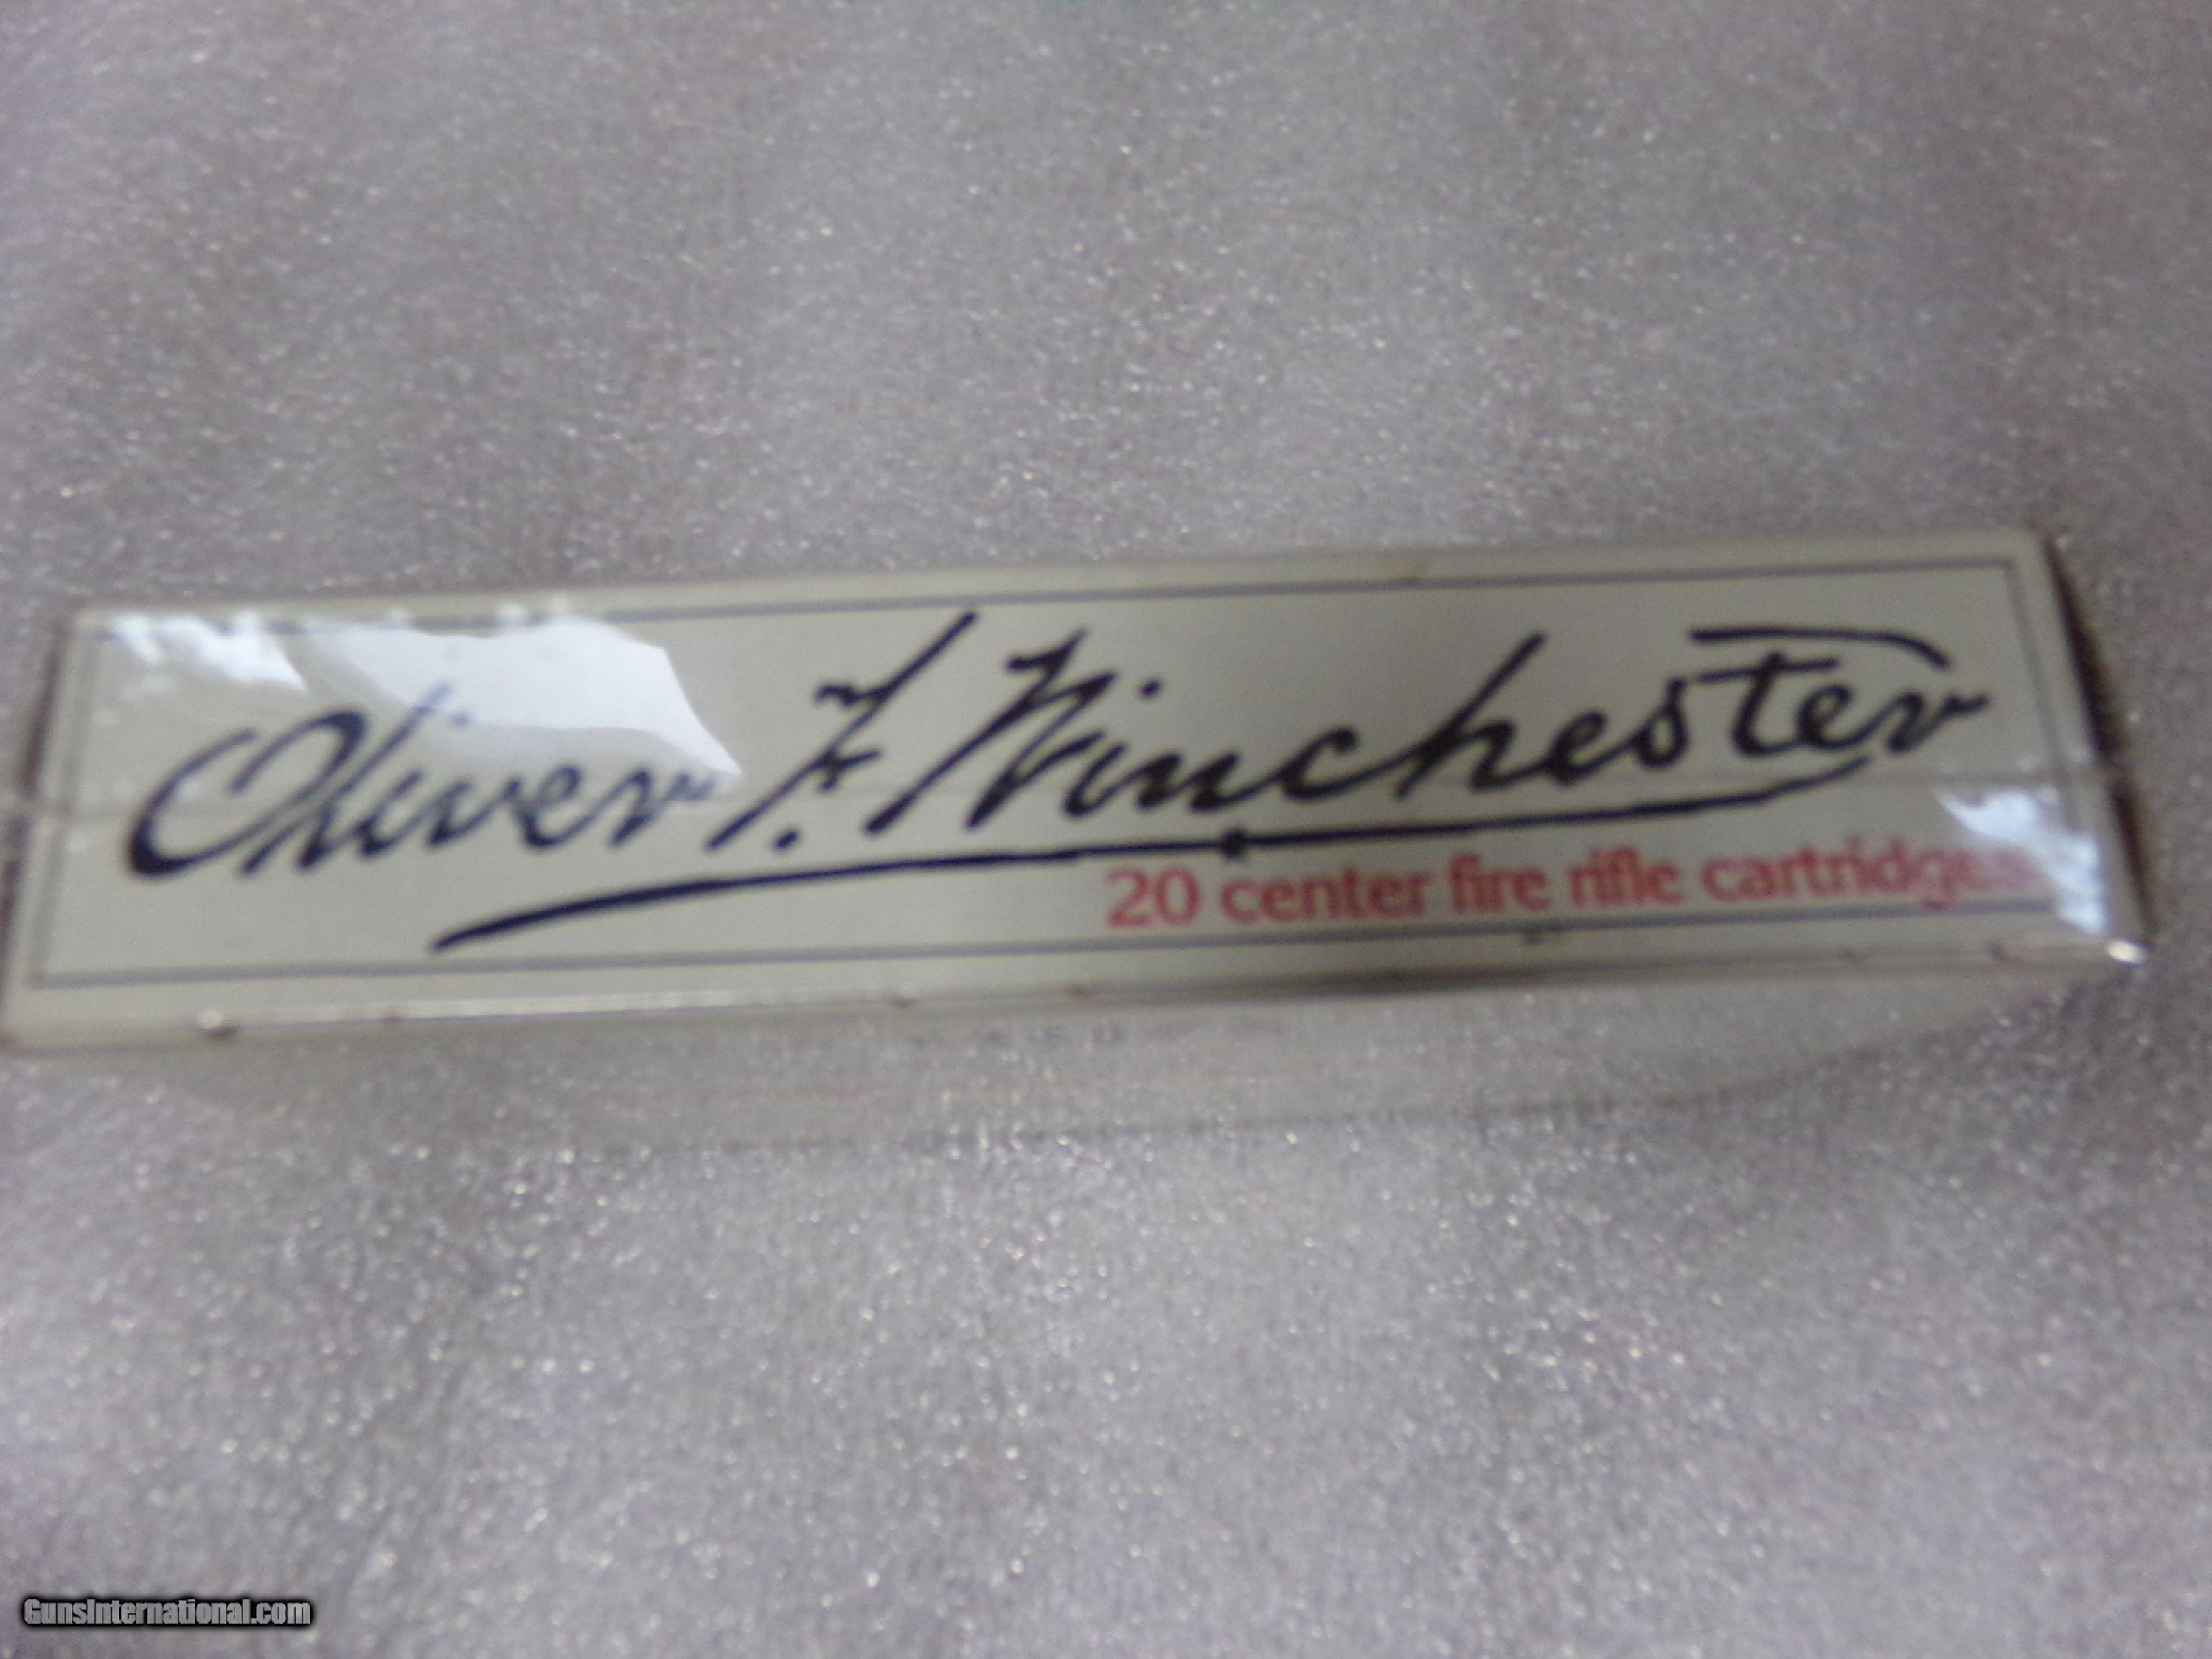 Oliver F. Winchester
20 center fire rifle cartridges
GunsInternational.com